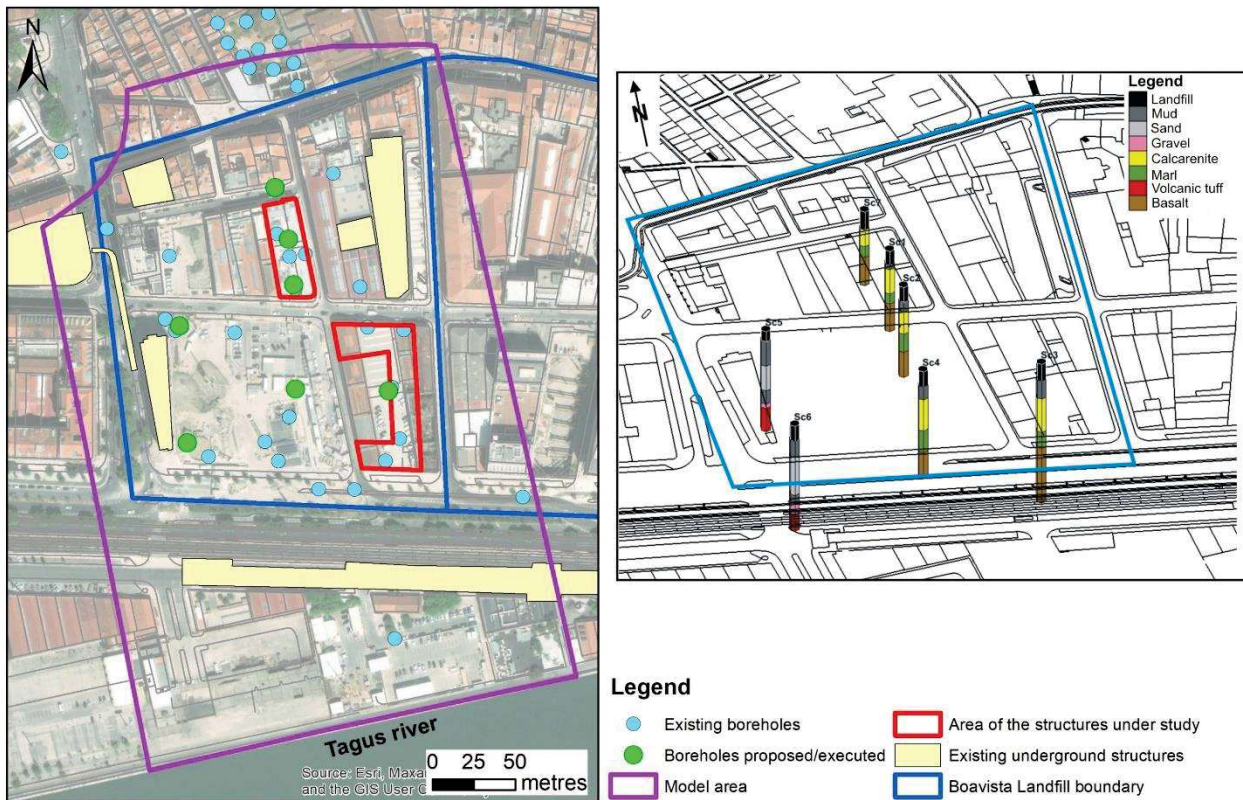 N
Tagus river
Source: Esri, Maxa
and the GIS User C
0 25 50
metres
N
Legend
Landfill
Mud
Sand
Gravel
Calcarenite
Marl
Volcanic tuff
Basalt
Sc7
Sc1
Sc2
Sc5
Sc4
Sc3
Sc6
Legend
Existing boreholes
Boreholes proposed/executed
Model area
Area of the structures under study
Existing underground structures
Boavista Landfill boundary